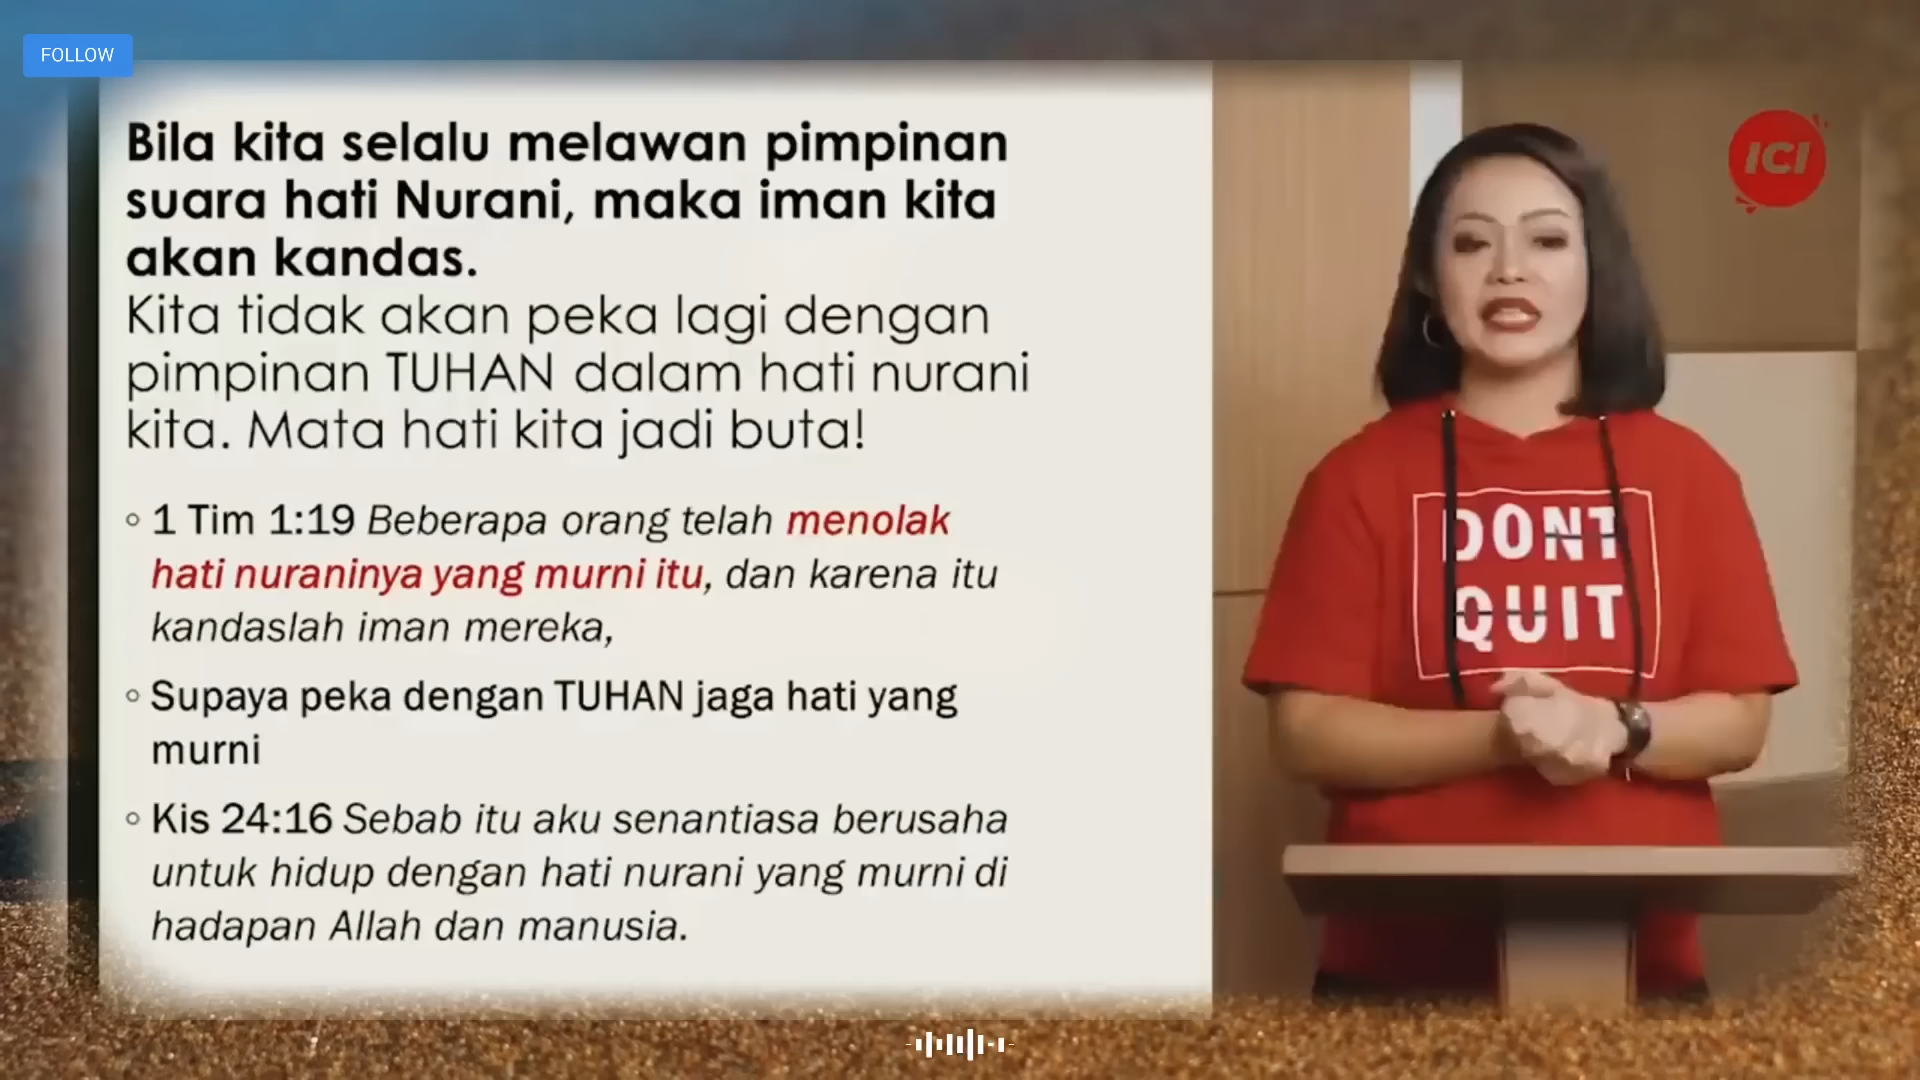 FOLLOW
Bila kita selalu melawan pimpinan
suara hati Nurani, maka iman kita
akan kandas.
Kita tidak akan peka lagi dengan
pimpinan TUHAN dalam hati nurani
kita. Mata hati kita jadi buta!
◦ 1 Tim 1:19 Beberapa orang telah menolak
hati nuraninya yang murni itu, dan karena itu
kandaslah iman mereka,
◦ Supaya peka dengan TUHAN jaga hati yang
murni
◦ Kis 24:16 Sebab itu aku senantiasa berusaha
untuk hidup dengan hati nurani yang murni di
hadapan Allah dan manusia.
ICI
DONT
QUIT